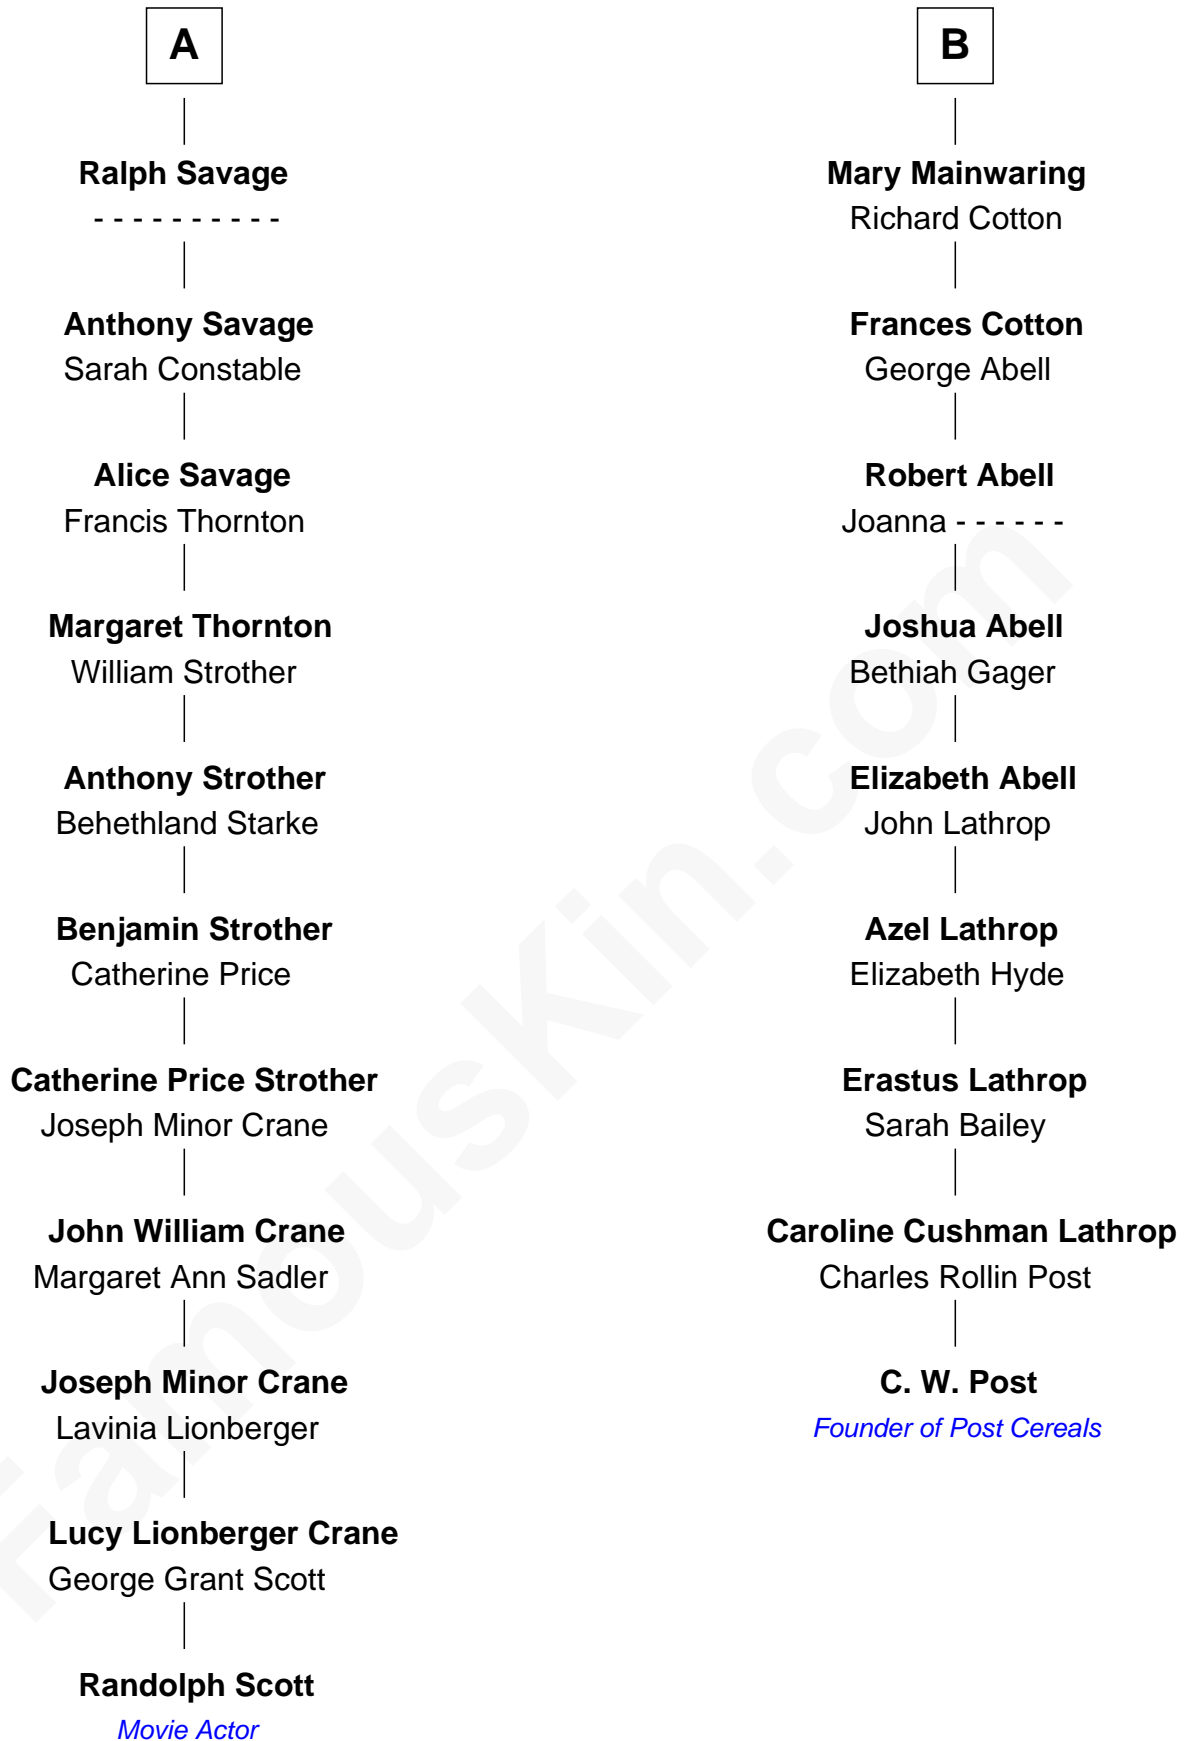 A
Ralph Savage
- - - - - - - - - -
Anthony Savage
Sarah Constable
Alice Savage
Francis Thornton
Margaret Thornton
William Strother
Anthony Strother
Behethland Starke
Benjamin Strother
Catherine Price
Catherine Price Strother
Joseph Minor Crane
John William Crane
Margaret Ann Sadler
Joseph Minor Crane
Lavinia Lionberger
Lucy Lionberger Crane
George Grant Scott
Randolph Scott
Movie Actor
B
Mary Mainwaring
Richard Cotton
Frances Cotton
George Abell
Robert Abell
Joanna - - - - - -
Joshua Abell
Bethiah Gager
Elizabeth Abell
John Lathrop
Azel Lathrop
Elizabeth Hyde
Erastus Lathrop
Sarah Bailey
Caroline Cushman Lathrop
Charles Rollin Post
C. W. Post
Founder of Post Cereals
FamousKin.com